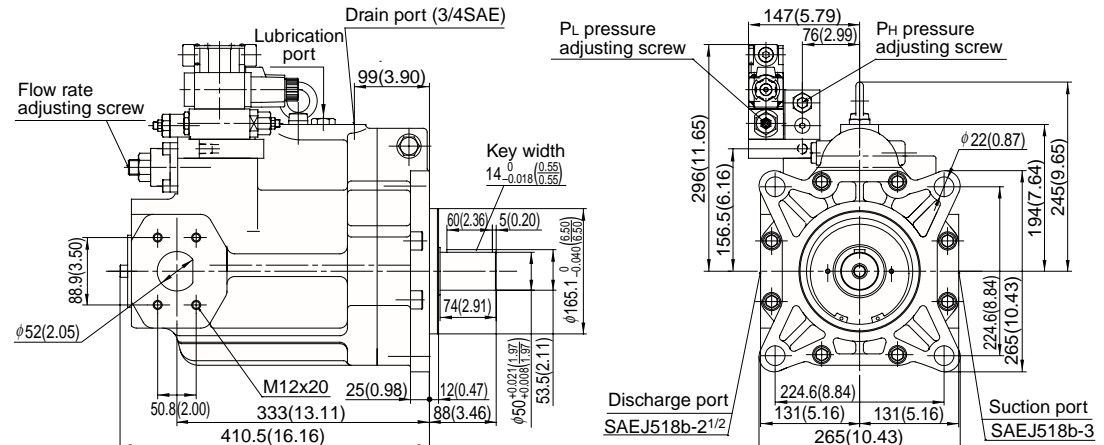 Drain port (3/4SAE)
Lubrication
port
99(3.90)
Flow rate
adjusting screw
Key width
14 0 -0.018 (0.55 0.55)
60(2.36)
5(0.20)
88.9(3.50)
74(2.91)
φ165.1 0 -0.040 (6.50 6.50)
φ52(2.05)
M12x20
25(0.98)
12(0.47)
φ50 +0.021 +0.008 (1.97 1.97)
53.5(2.11)
50.8(2.00)
333(13.11)
88(3.46)
410.5(16.16)
147(5.79)
76(2.99)
PL pressure
adjusting screw
PH pressure
adjusting screw
φ22(0.87)
296(11.65)
156.5(6.16)
194(7.64)
245(9.65)
224.6(8.84)
265(10.43)
224.6(8.84)
Discharge port
SAEJ518b-2 1/2
131(5.16)
131(5.16)
Suction port
SAEJ518b-3
265(10.43)